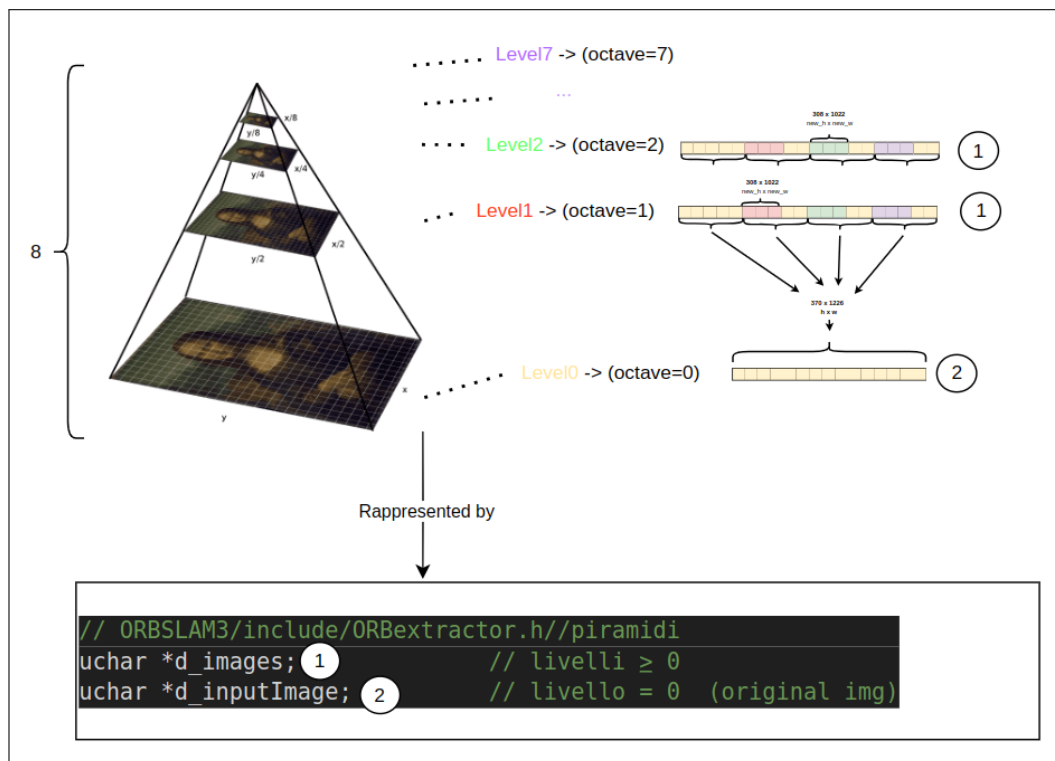 Level7 -> (octave=7)
...
Level2 -> (octave=2)
308 x 1022
new_h x new_w
1
Level1 -> (octave=1)
308 x 1022
new_h x new_w
1
8
x/8
y/8
x/4
y/4
x/2
y/2
370 x 1226
h x w
Level0 -> (octave=0)
2
x
y
Rappresented by
// ORBSLAM3/include/ORBextractor.h//piramidi
uchar *d_images; 1 // livelli ≥ 0
uchar *d_inputImage; 2 // livello = 0 (original img)